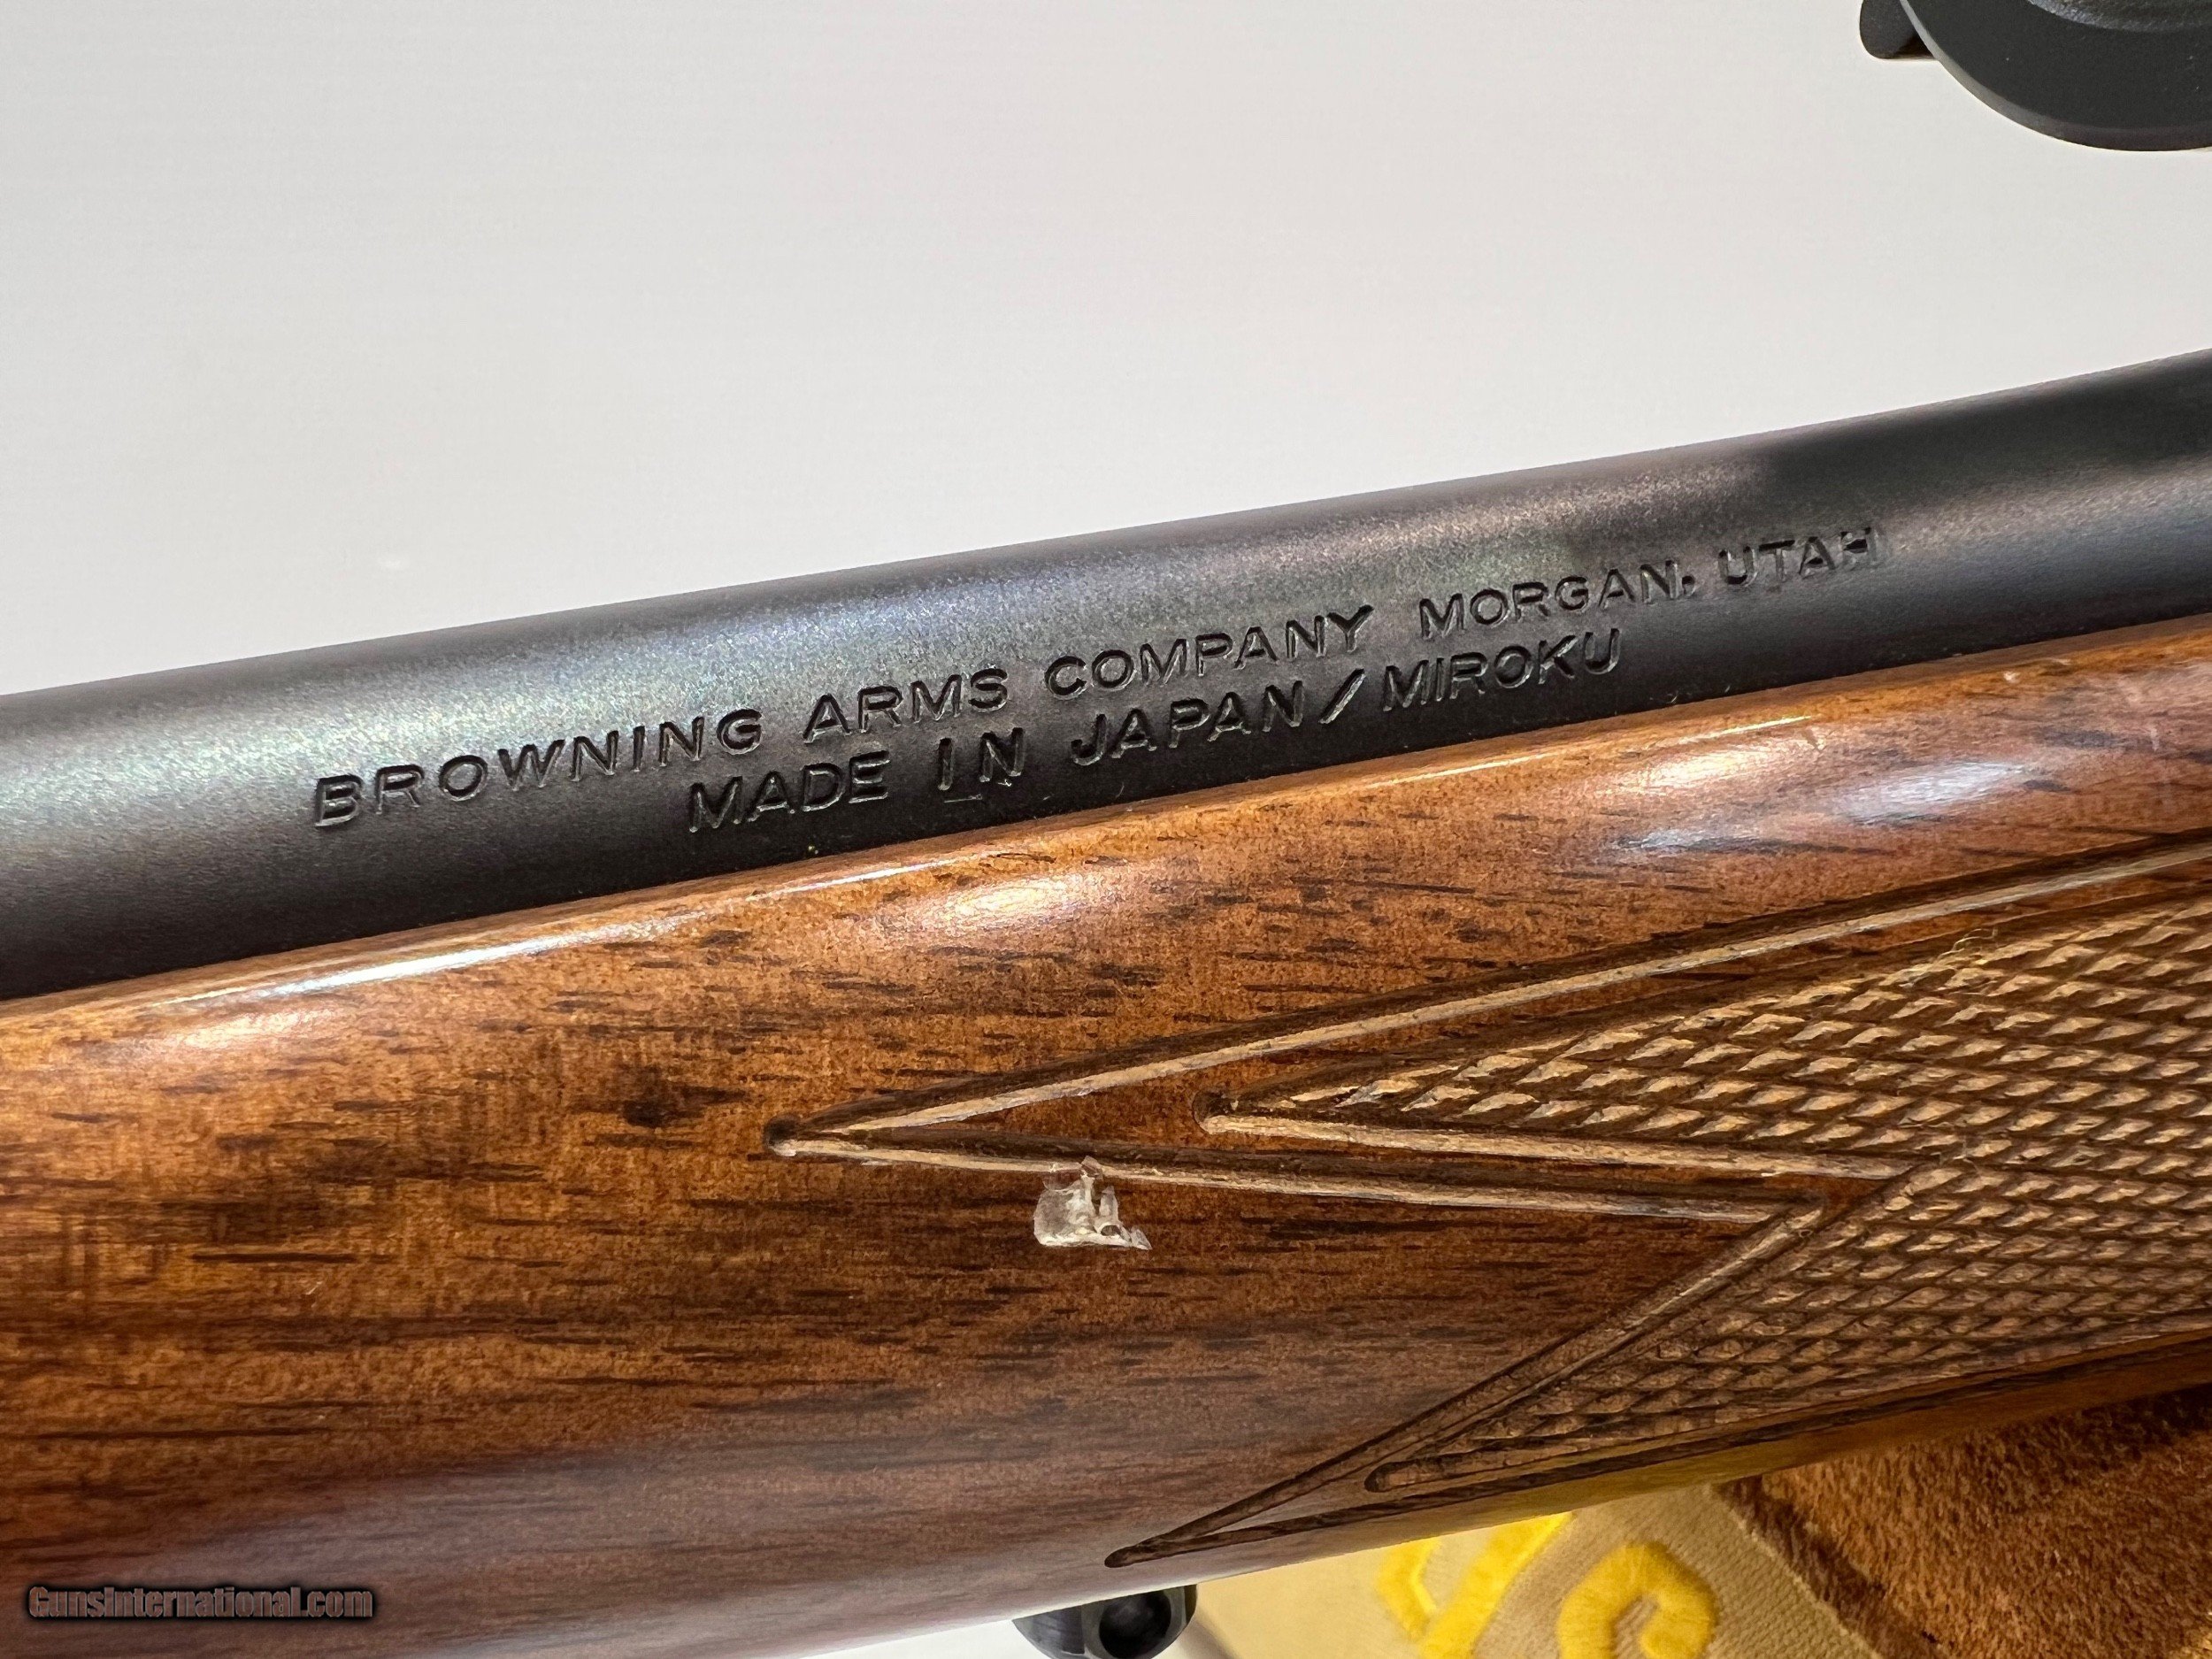 BROWNING ARMS COMPANY MORGAN, UTAH
MADE IN JAPAN/MIROKU
GunsInternational.com